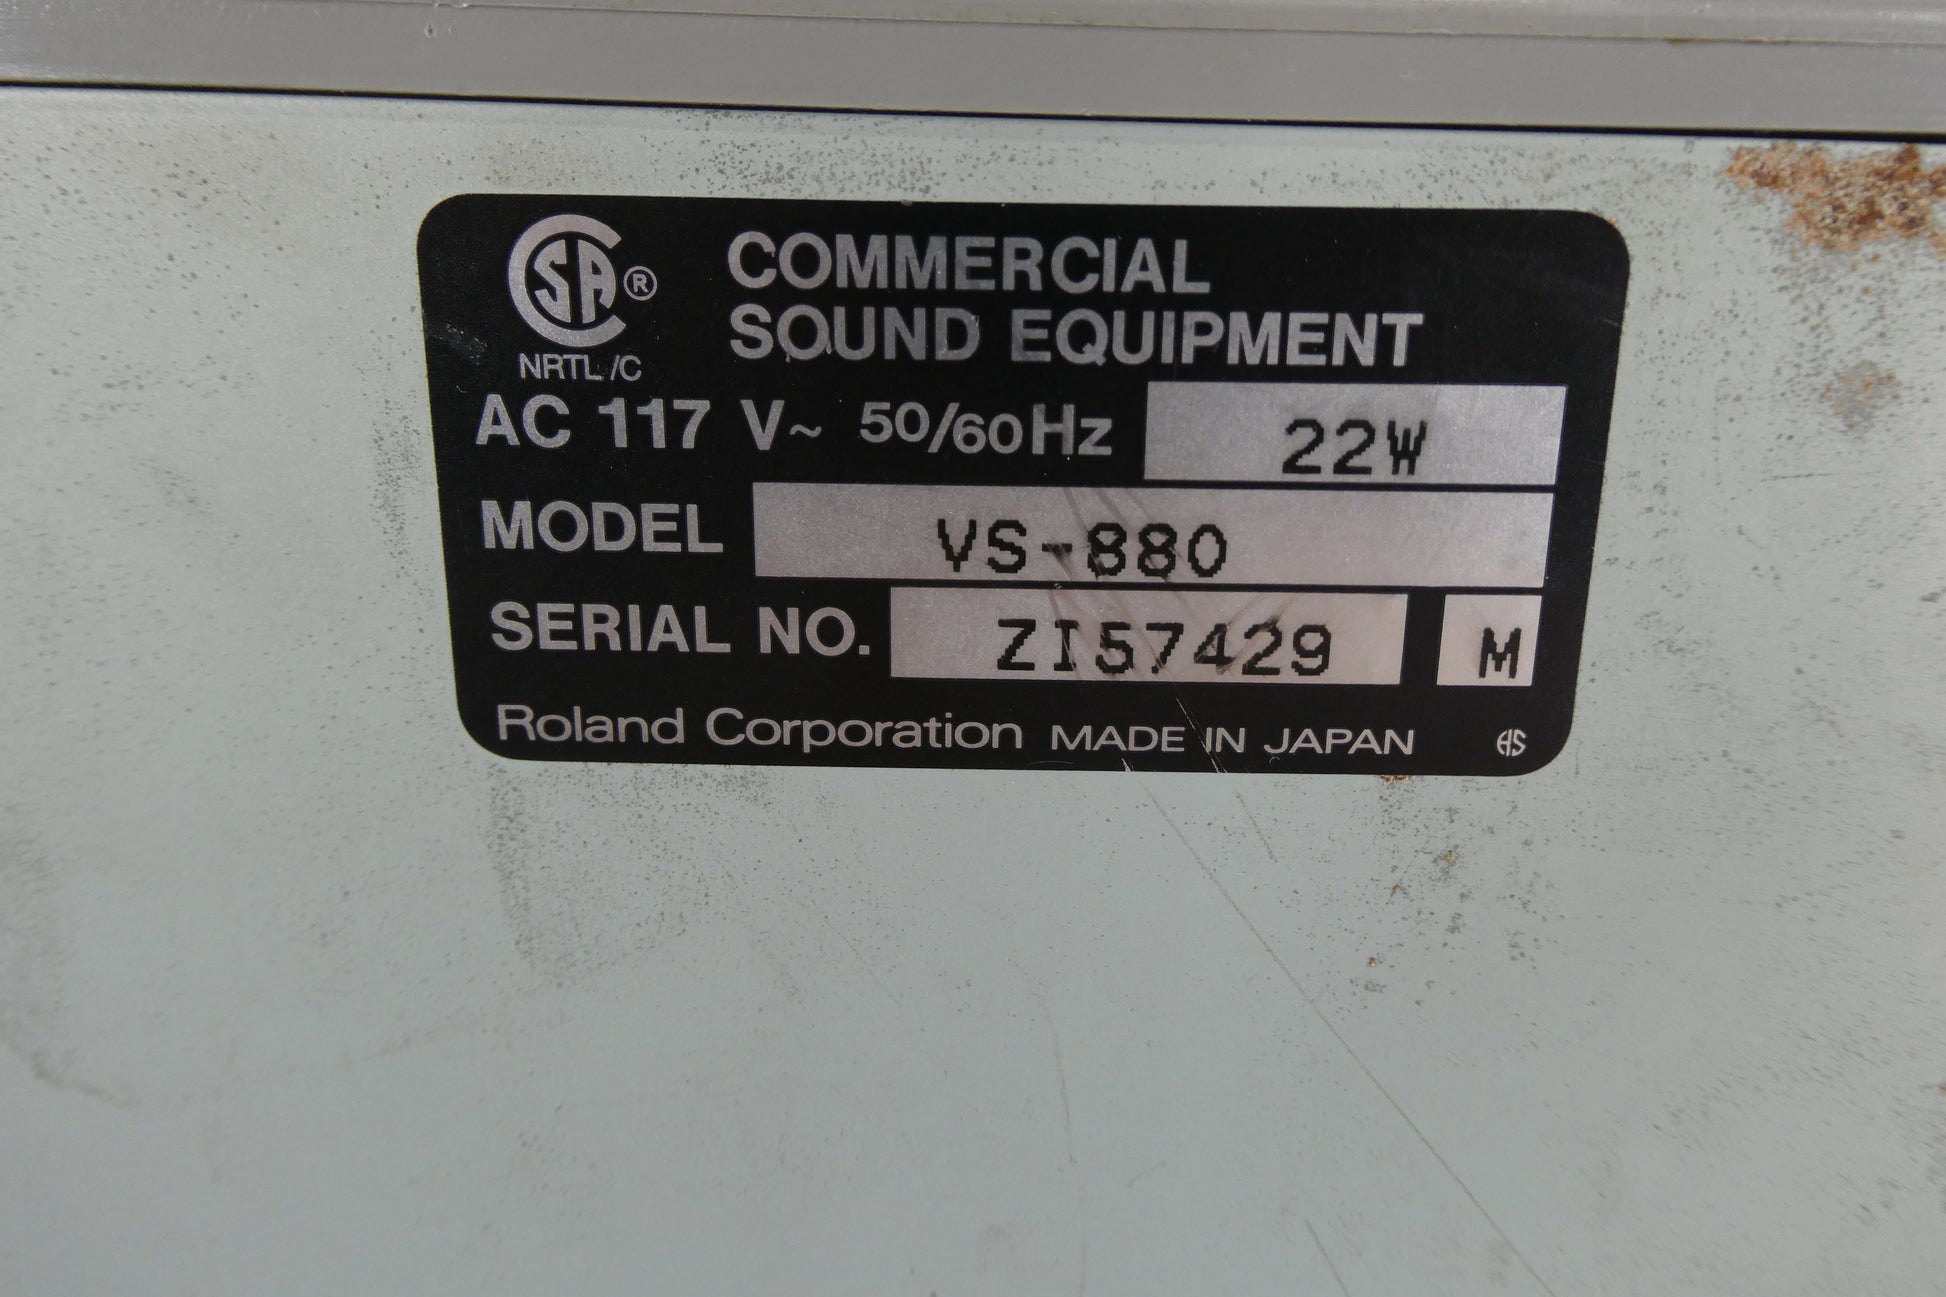 CSA ® COMMERCIAL
SOUND EQUIPMENT
NRTL/C
AC 117 V~ 50/60Hz 22W
MODEL VS-880
SERIAL NO. ZI57429 M
Roland Corporation MADE IN JAPAN